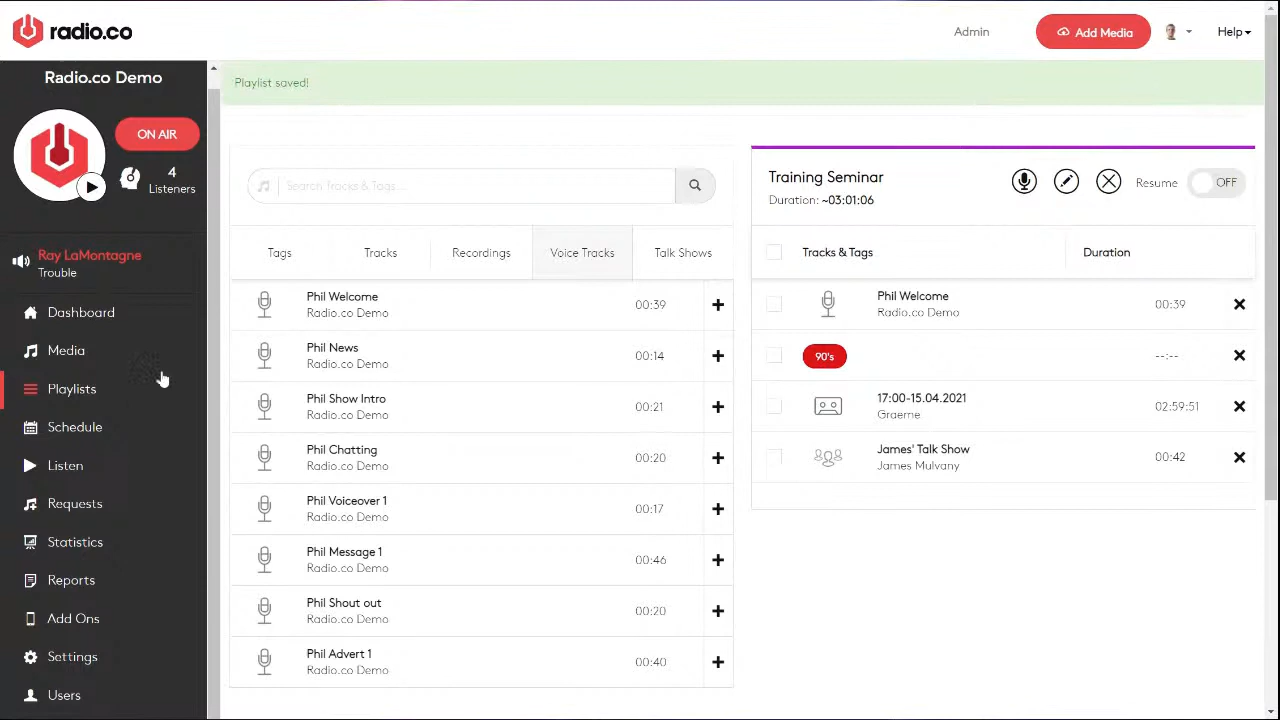 radio.co
Admin
Add Media
Help
Radio.co Demo
ON AIR
4
Listeners
Ray LaMontagne
Trouble
Dashboard
Media
Playlists
Schedule
Listen
Requests
Statistics
Reports
Add Ons
Settings
Users
Playlist saved!
Search Tracks & Tags...
Tags
Tracks
Recordings
Voice Tracks
Talk Shows
Phil Welcome
Radio.co Demo
00:39
Phil News
Radio.co Demo
00:14
Phil Show Intro
Radio.co Demo
00:21
Phil Chatting
Radio.co Demo
00:20
Phil Voiceover 1
Radio.co Demo
00:17
Phil Message 1
Radio.co Demo
00:46
Phil Shout out
Radio.co Demo
00:20
Phil Advert 1
Radio.co Demo
00:40
Training Seminar
Duration: ~03:01:06
Resume
OFF
Tracks & Tags
Duration
Phil Welcome
Radio.co Demo
00:39
90's
--:--
17:00-15.04.2021
Graeme
02:59:51
James' Talk Show
James Mulvany
00:42